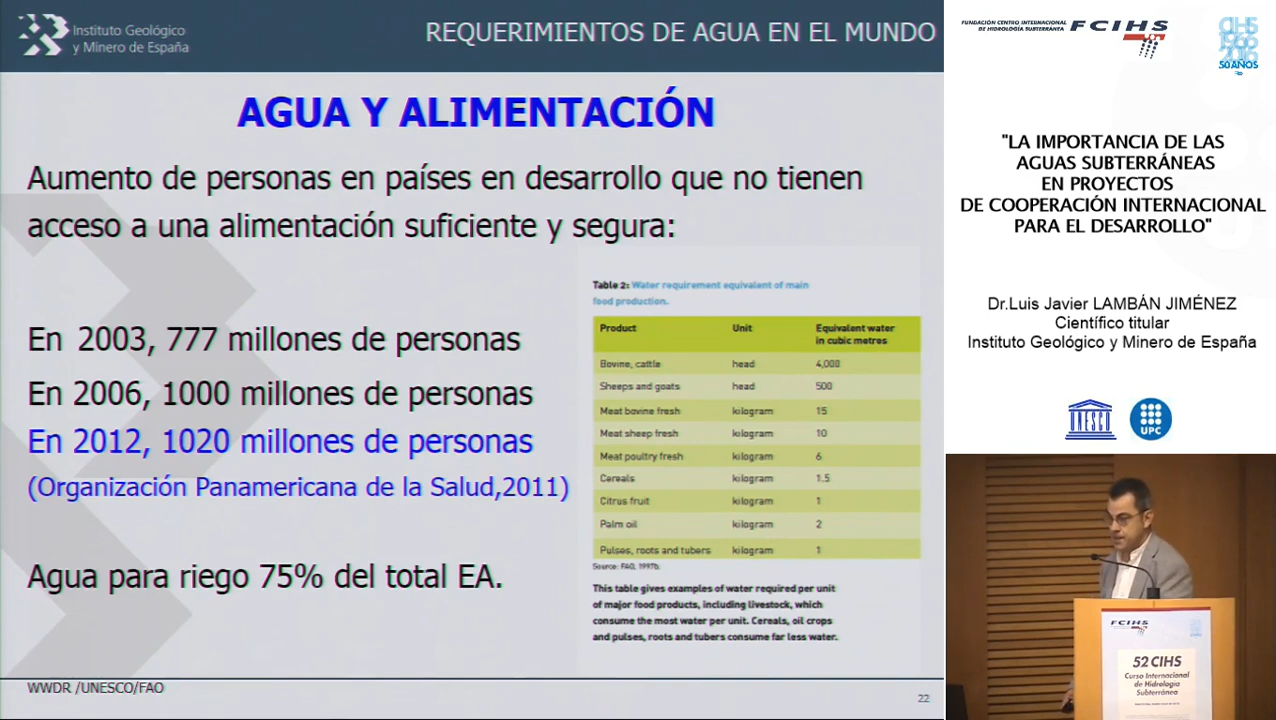 Instituto Geológico
y Minero de España
REQUERIMIENTOS DE AGUA EN EL MUNDO
AGUA Y ALIMENTACIÓN
Aumento de personas en países en desarrollo que no tienen
acceso a una alimentación suficiente y segura:
En 2003, 777 millones de personas
En 2006, 1000 millones de personas
En 2012, 1020 millones de personas
(Organización Panamericana de la Salud,2011)
Agua para riego 75% del total EA.
Table 2: Water requirement equivalent of main
food production.
Product Unit Equivalent water
in cubic metres
Bovine, cattle head 4,000
Sheeps and goats head 500
Meat bovine fresh kilogram 15
Meat sheep fresh kilogram 10
Meat poultry fresh kilogram 6
Cereals kilogram 1.5
Citrus fruit kilogram 1
Palm oil kilogram 2
Pulses, roots and tubers kilogram 1
Source: FAO, 1997b.
This table gives examples of water required per unit
of major food products, including livestock, which
consume the most water per unit. Cereals, oil crops
and pulses, roots and tubers consume far less water.
WWDR /UNESCO/FAO
22
FUNDACIÓN CENTRO INTERNACIONAL
DE HIDROLOGÍA SUBTERRÁNEA
FCIHS
CIHS
1966
2016
50 AÑOS
"LA IMPORTANCIA DE LAS
AGUAS SUBTERRÁNEAS
EN PROYECTOS
DE COOPERACIÓN INTERNACIONAL
PARA EL DESARROLLO"
Dr.Luis Javier LAMBÁN JIMÉNEZ
Científico titular
Instituto Geológico y Minero de España
UNESCO
UPC
FCIHS
52 CIHS
Curso Internacional
de Hidrología
Subterránea